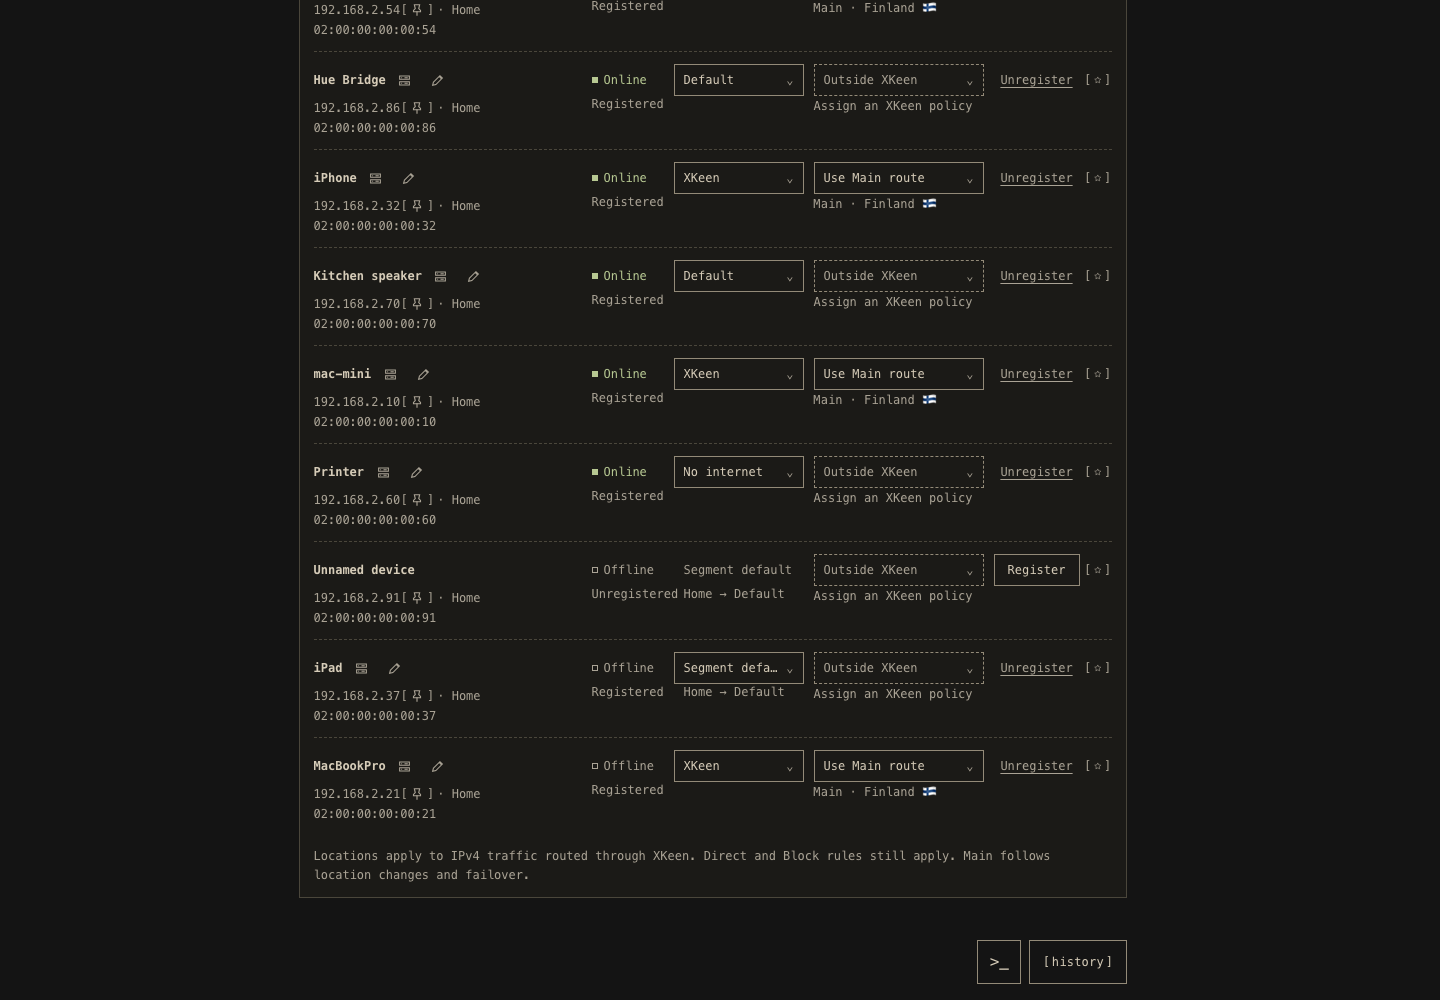 192.168.2.54[ ] · Home
Registered
Main · Finland
02:00:00:00:00:54
Hue Bridge
Online
Default
Outside XKeen
Unregister
[☆]
192.168.2.86[ ] · Home
Registered
Assign an XKeen policy
02:00:00:00:00:86
iPhone
Online
XKeen
Use Main route
Unregister
[☆]
192.168.2.32[ ] · Home
Registered
Main · Finland
02:00:00:00:00:32
Kitchen speaker
Online
Default
Outside XKeen
Unregister
[☆]
192.168.2.70[ ] · Home
Registered
Assign an XKeen policy
02:00:00:00:00:70
mac-mini
Online
XKeen
Use Main route
Unregister
[☆]
192.168.2.10[ ] · Home
Registered
Main · Finland
02:00:00:00:00:10
Printer
Online
No internet
Outside XKeen
Unregister
[☆]
192.168.2.60[ ] · Home
Registered
Assign an XKeen policy
02:00:00:00:00:60
Unnamed device
Offline
Segment default
Outside XKeen
Register
[☆]
192.168.2.91[ ] · Home
Unregistered
Home → Default
Assign an XKeen policy
02:00:00:00:00:91
iPad
Offline
Segment defa…
Outside XKeen
Unregister
[☆]
192.168.2.37[ ] · Home
Registered
Home → Default
Assign an XKeen policy
02:00:00:00:00:37
MacBookPro
Offline
XKeen
Use Main route
Unregister
[☆]
192.168.2.21[ ] · Home
Registered
Main · Finland
02:00:00:00:00:21
Locations apply to IPv4 traffic routed through XKeen. Direct and Block rules still apply. Main follows
location changes and failover.
>_
[history]